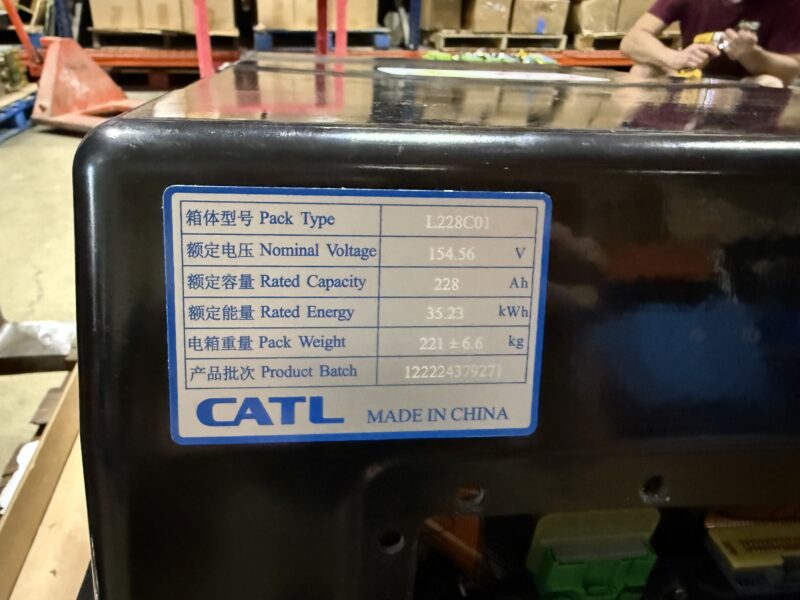 箱体型号 Pack Type L228C01
额定电压 Nominal Voltage 154.56 V
额定容量 Rated Capacity 228 Ah
额定能量 Rated Energy 35.23 kWh
电箱重量 Pack Weight 221 ± 6.6 kg
产品批次 Product Batch 122224379271
CATL MADE IN CHINA